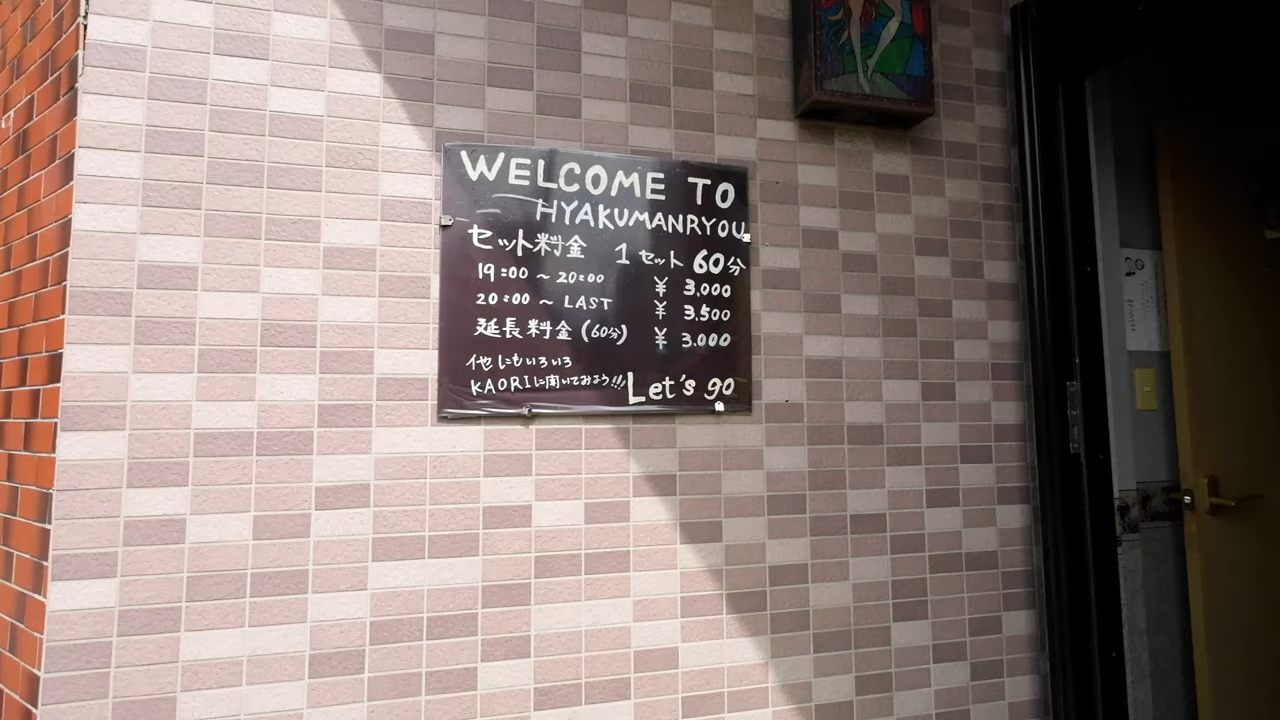 WELCOME TO
HYAKUMANRYOU
セット料金 1セット 60分
19:00 ~ 20:00 ¥ 3,000
20:00 ~ LAST ¥ 3,500
延長料金 (60分) ¥ 3.000
他にもいろいろ
KAORIに聞いてみよう!! Let's go